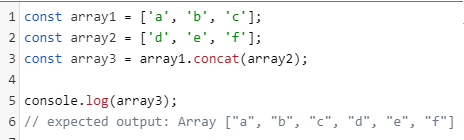 1 const array1 = ['a', 'b', 'c'];
2 const array2 = ['d', 'e', 'f'];
3 const array3 = array1.concat(array2);
4
5 console.log(array3);
6 // expected output: Array ["a", "b", "c", "d", "e", "f"]